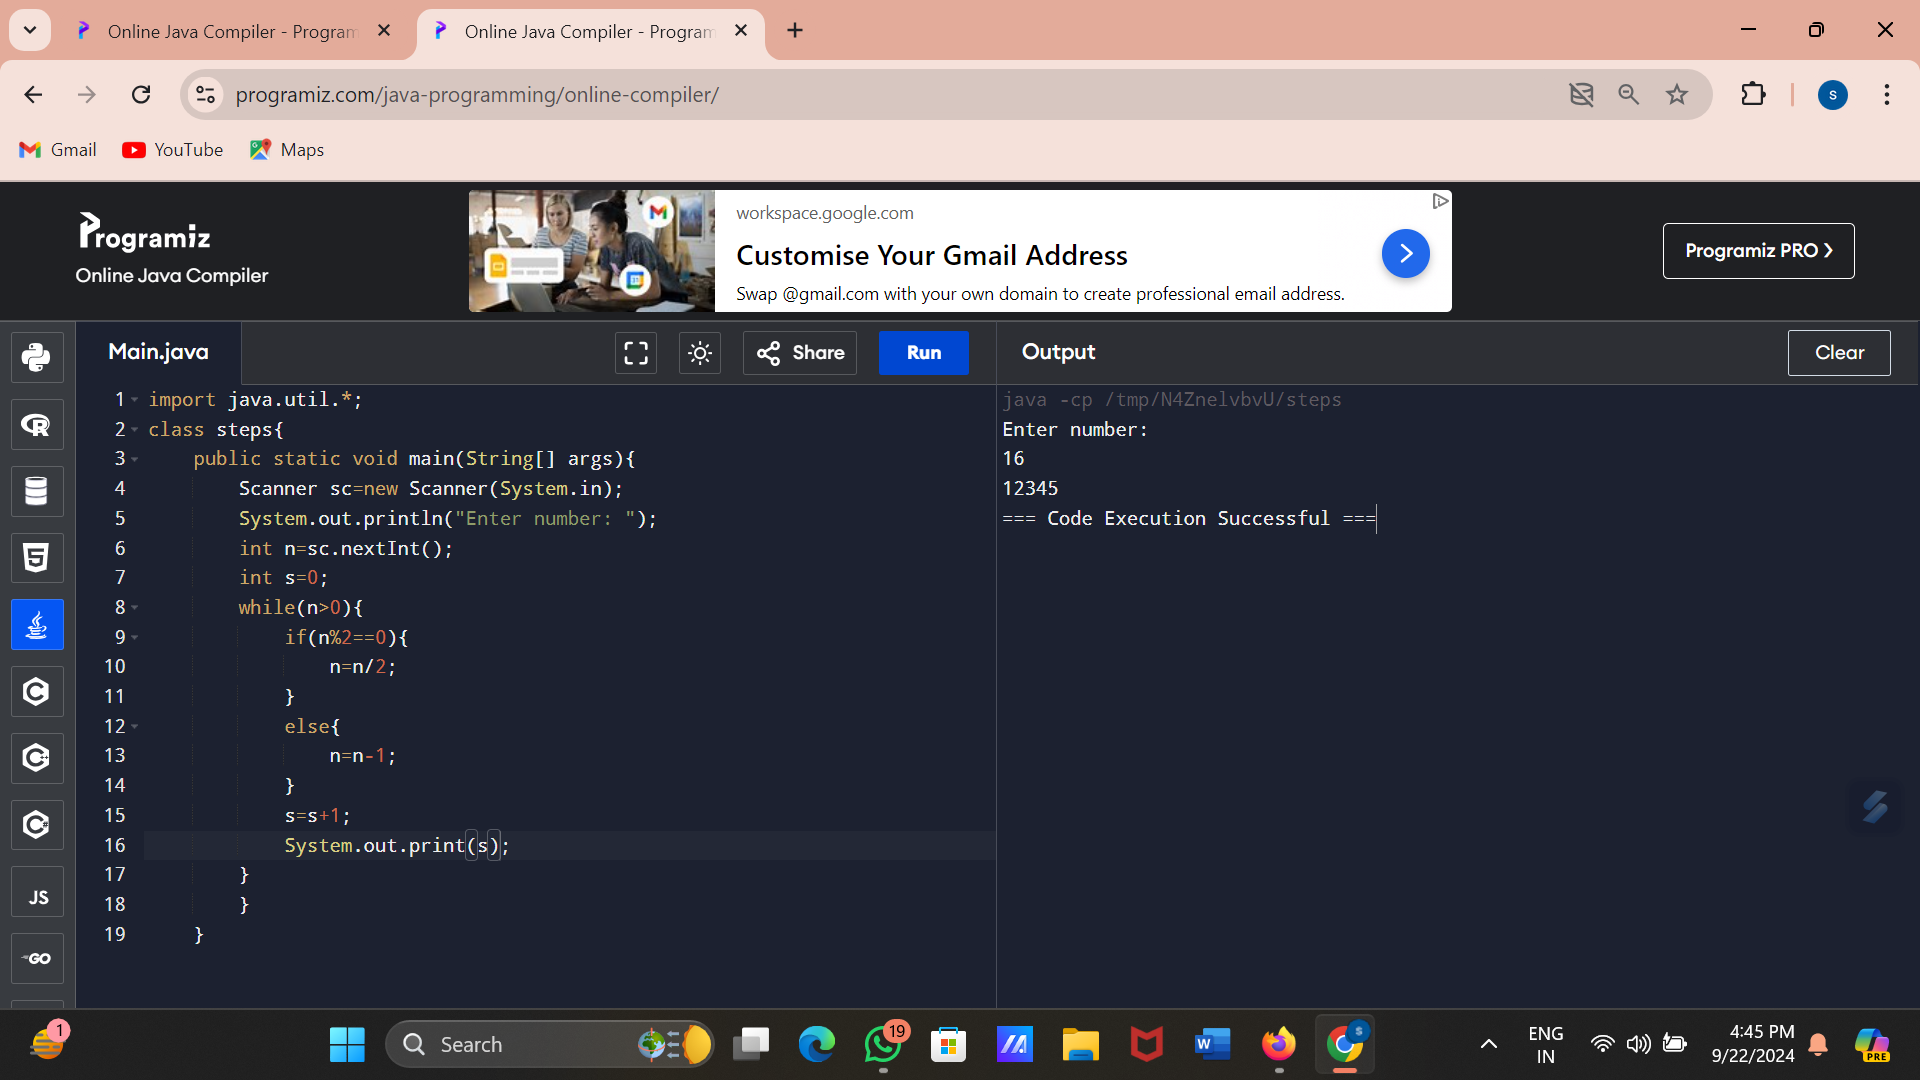 Online Java Compiler - Program
Online Java Compiler - Program
programiz.com/java-programming/online-compiler/
s
Gmail
YouTube
Maps
Programiz
Online Java Compiler
workspace.google.com
Customise Your Gmail Address
Swap @gmail.com with your own domain to create professional email address.
Programiz PRO ❯
Main.java
Share
Run
Output
Clear
1 import java.util.*;
2 class steps{
3 public static void main(String[] args){
4 Scanner sc=new Scanner(System.in);
5 System.out.println("Enter number: ");
6 int n=sc.nextInt();
7 int s=0;
8 while(n>0){
9 if(n%2==0){
10 n=n/2;
11 }
12 else{
13 n=n-1;
14 }
15 s=s+1;
16 System.out.print(s);
17 }
18 }
19 }
java -cp /tmp/N4ZnelvbvU/steps
Enter number:
16
12345
=== Code Execution Successful ===
R
5
C
C++
C#
JS
GO
1
Search
19
W
S
ENG
IN
4:45 PM
9/22/2024
PRE